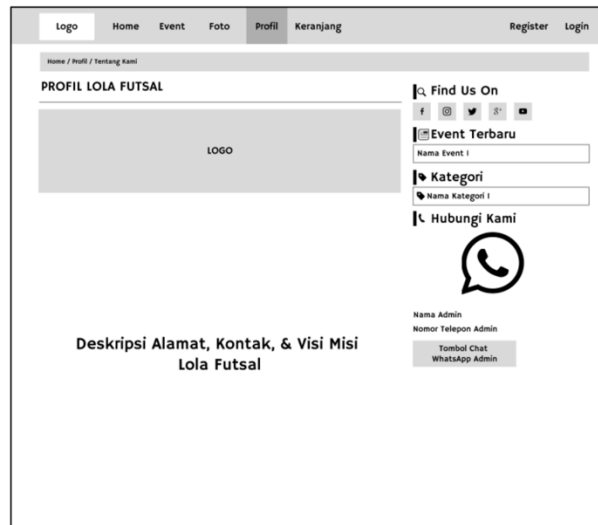 Logo Home Event Foto Profil Keranjang Register Login
Home / Profil / Tentang Kami
PROFIL LOLA FUTSAL
LOGO
Deskripsi Alamat, Kontak, & Visi Misi
Lola Futsal
Find Us On
Event Terbaru
Nama Event 1
Kategori
Nama Kategori 1
Hubungi Kami
Nama Admin
Nomor Telepon Admin
Tombol Chat
WhatsApp Admin